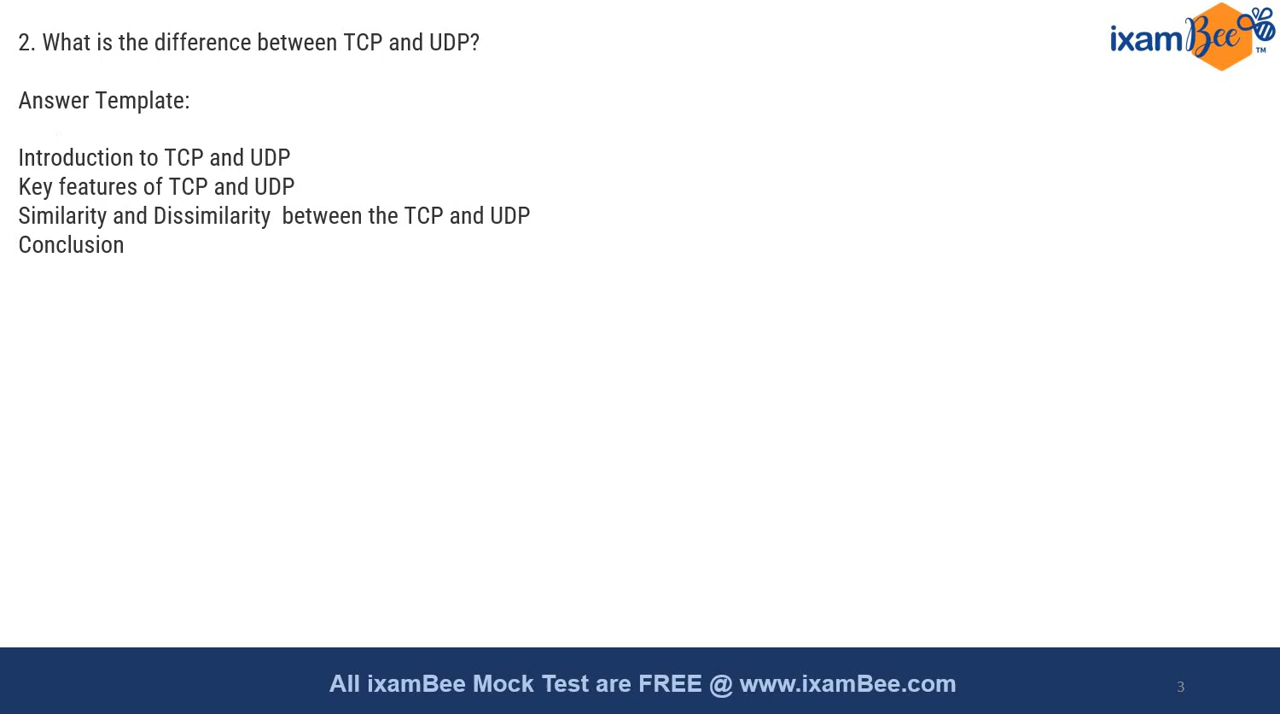 2. What is the difference between TCP and UDP?
ixamBee
TM
Answer Template:
Introduction to TCP and UDP
Key features of TCP and UDP
Similarity and Dissimilarity  between the TCP and UDP
Conclusion
All ixamBee Mock Test are FREE @ www.ixamBee.com
3